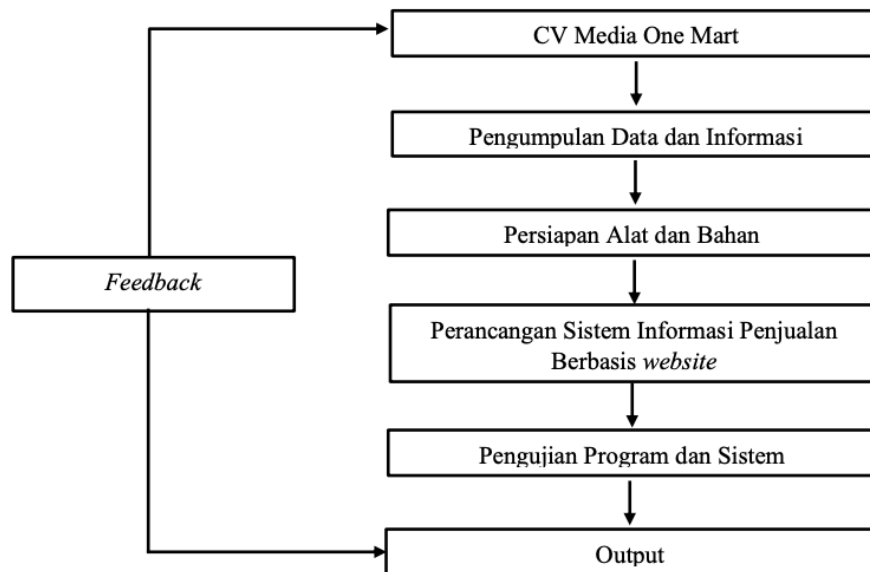 CV Media One Mart
Pengumpulan Data dan Informasi
Persiapan Alat dan Bahan
Feedback
Perancangan Sistem Informasi Penjualan
Berbasis website
Pengujian Program dan Sistem
Output